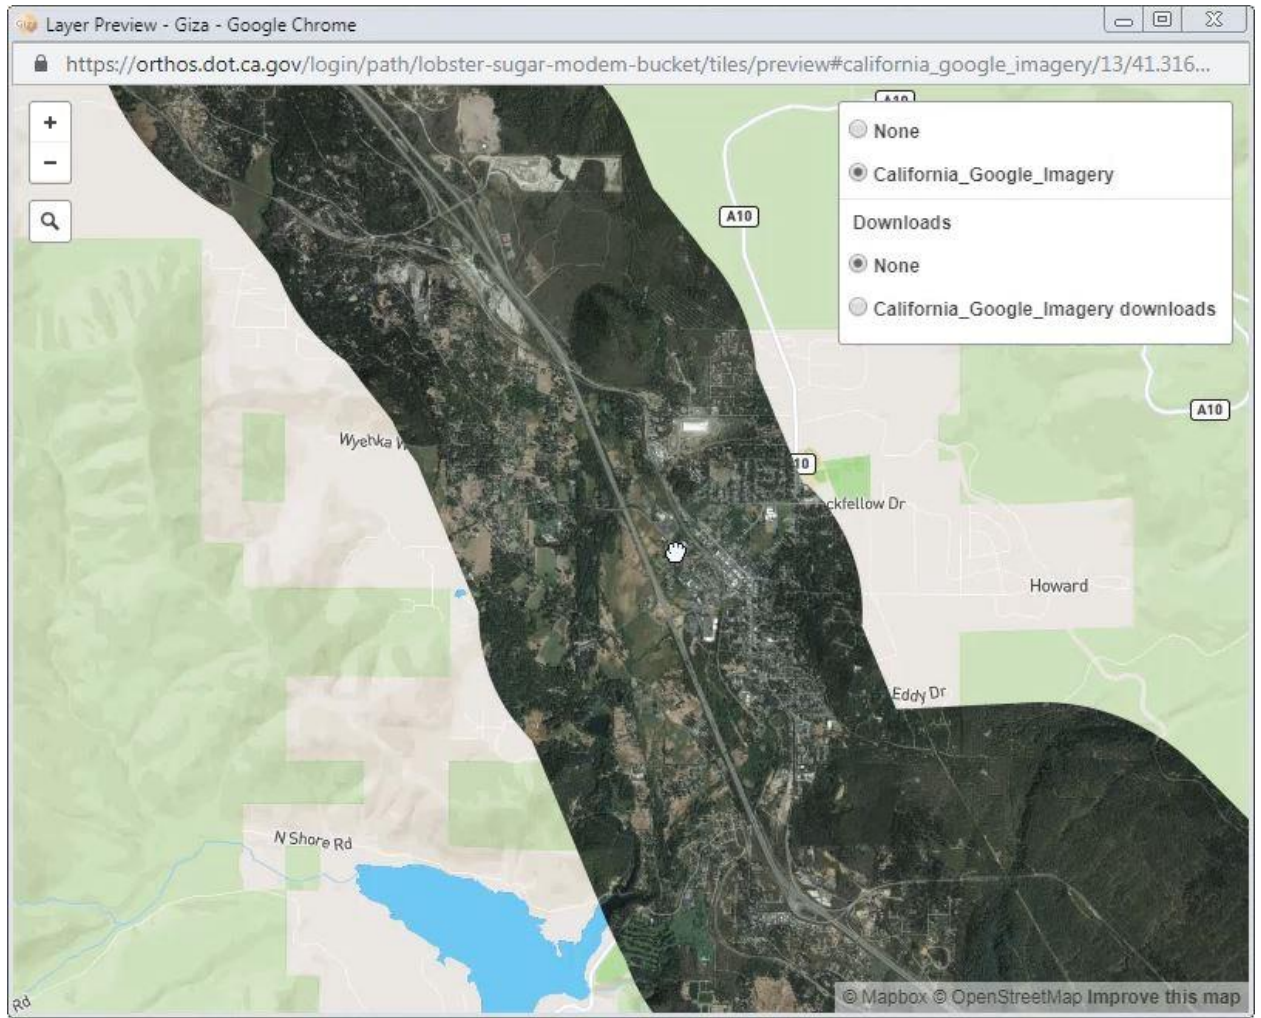 Layer Preview - Giza - Google Chrome
https://orthos.dot.ca.gov/login/path/lobster-sugar-modem-bucket/tiles/preview#california_google_imagery/13/41.316...
+
−
A10
None
California_Google_Imagery
A10
Downloads
None
California_Google_Imagery downloads
A10
Wyehka
10
ckfellow Dr
Howard
Eddy Dr
N Shore Rd
Rd
© Mapbox © OpenStreetMap Improve this map